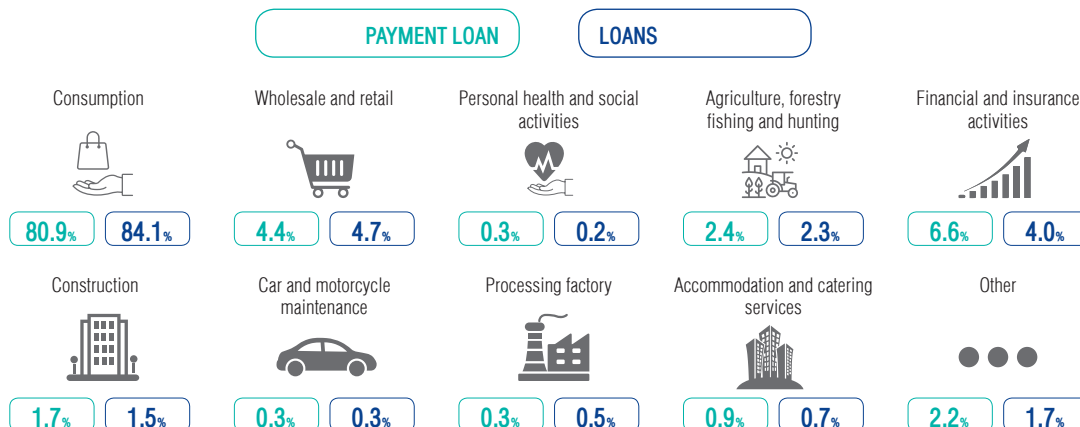 PAYMENT LOAN
LOANS
Consumption
80.9%
84.1%
Wholesale and retail
4.4%
4.7%
Personal health and social
activities
0.3%
0.2%
Agriculture, forestry
fishing and hunting
2.4%
2.3%
Financial and insurance
activities
6.6%
4.0%
Construction
1.7%
1.5%
Car and motorcycle
maintenance
0.3%
0.3%
Processing factory
0.3%
0.5%
Accommodation and catering
services
0.9%
0.7%
Other
2.2%
1.7%